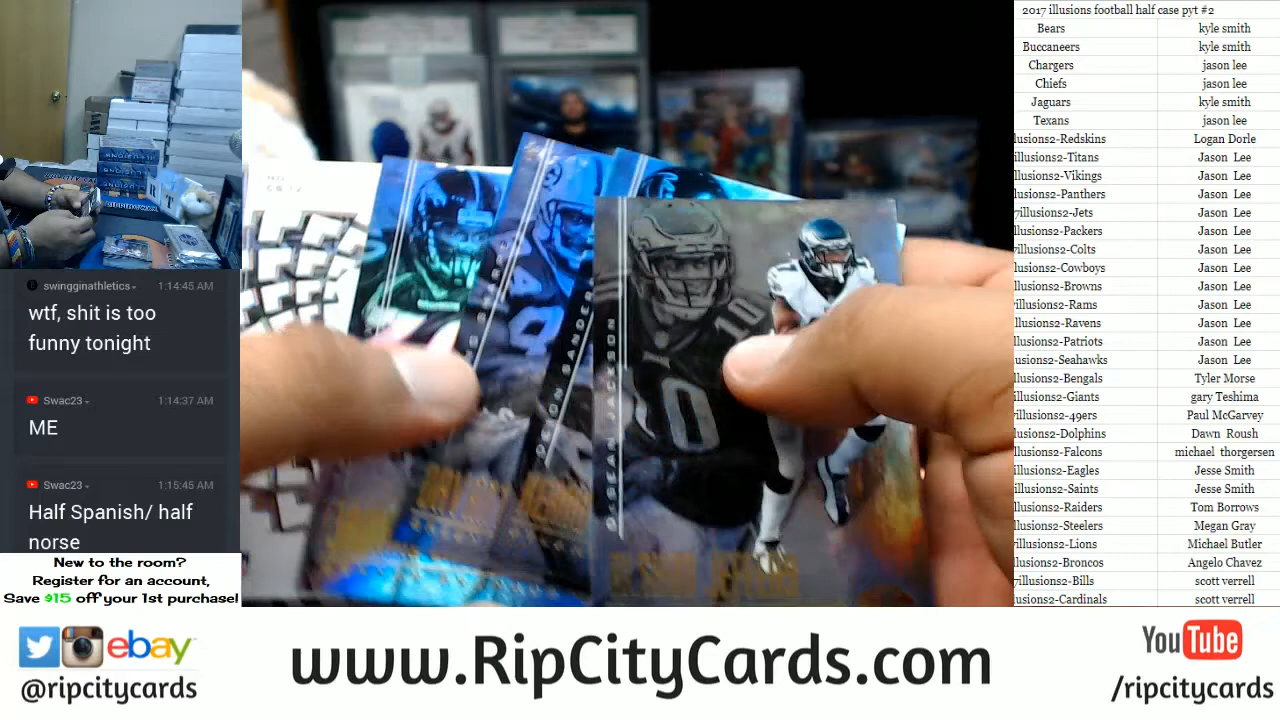 swingginathletics 1:14:45 AM
wtf, shit is too
funny tonight
Swac23 1:14:37 AM
ME
Swac23 1:15:45 AM
Half Spanish/ half
norse
New to the room?
Register for an account,
Save $15 off your 1st purchase!
DESEAN JACKSON
10
2017 illusions football half case pyt #2
Bears kyle smith
Buccaneers kyle smith
Chargers jason lee
Chiefs jason lee
Jaguars kyle smith
Texans jason lee
lusions2-Redskins Logan Dorle
illusions2-Titans Jason Lee
illusions2-Vikings Jason Lee
llusions2-Panthers Jason Lee
7illusions2-Jets Jason Lee
llusions2-Packers Jason Lee
illusions2-Colts Jason Lee
lusions2-Cowboys Jason Lee
llusions2-Browns Jason Lee
illusions2-Rams Jason Lee
llusions2-Ravens Jason Lee
llusions2-Patriots Jason Lee
usions2-Seahawks Jason Lee
llusions2-Bengals Tyler Morse
llusions2-Giants gary Teshima
illusions2-49ers Paul McGarvey
lusions2-Dolphins Dawn Roush
llusions2-Falcons michael thorgersen
illusions2-Eagles Jesse Smith
illusions2-Saints Jesse Smith
illusions2-Raiders Tom Borrows
llusions2-Steelers Megan Gray
illusions2-Lions Michael Butler
llusions2-Broncos Angelo Chavez
7illusions2-Bills scott verrell
lusions2-Cardinals scott verrell
ebay
@ripcitycards
www.RipCityCards.com
YouTube
/ripcitycards